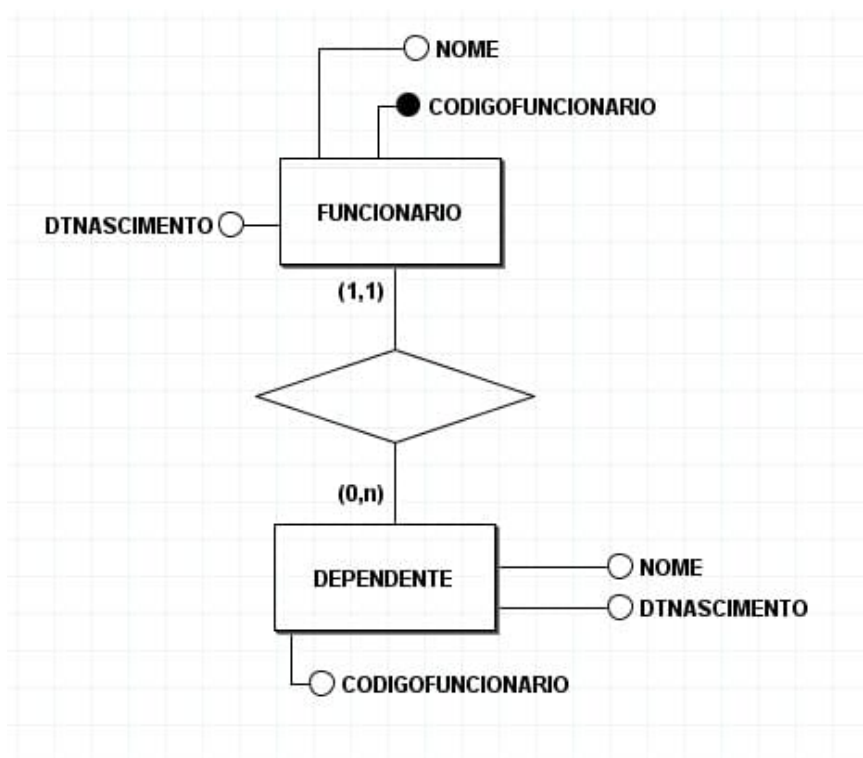 NOME
CODIGOFUNCIONARIO
FUNCIONARIO
DTNASCIMENTO
(1,1)
(0,n)
NOME
DEPENDENTE
DTNASCIMENTO
CODIGOFUNCIONARIO